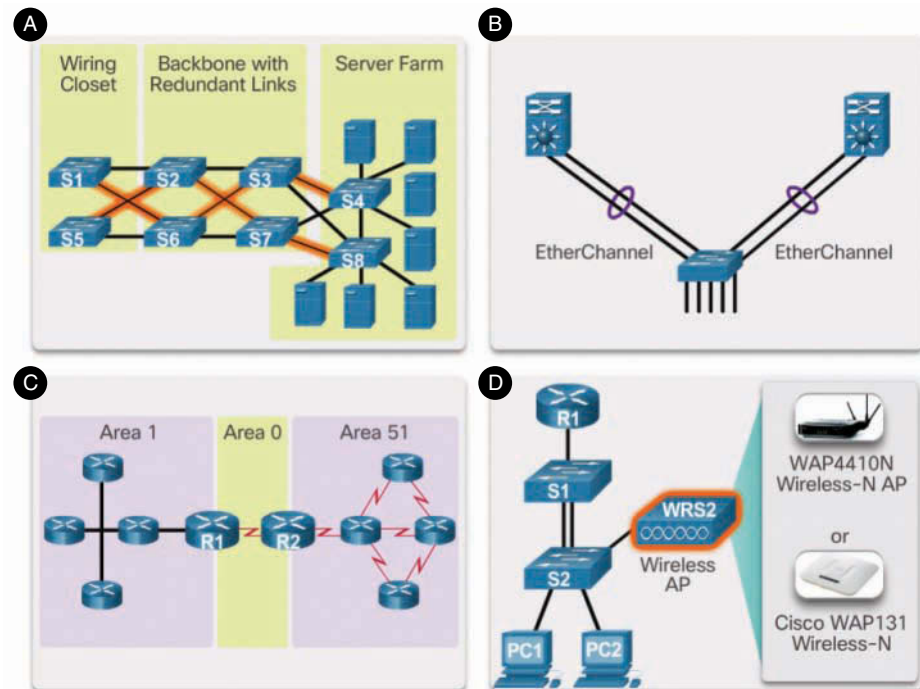 A
Wiring
Closet
Backbone with
Redundant Links
Server Farm
S1
S2
S3
S4
S5
S6
S7
S8
B
EtherChannel
EtherChannel
C
Area 1
Area 0
Area 51
R1
R2
D
R1
S1
WRS2
S2
Wireless
AP
PC1
PC2
WAP4410N
Wireless-N AP
or
Cisco WAP131
Wireless-N